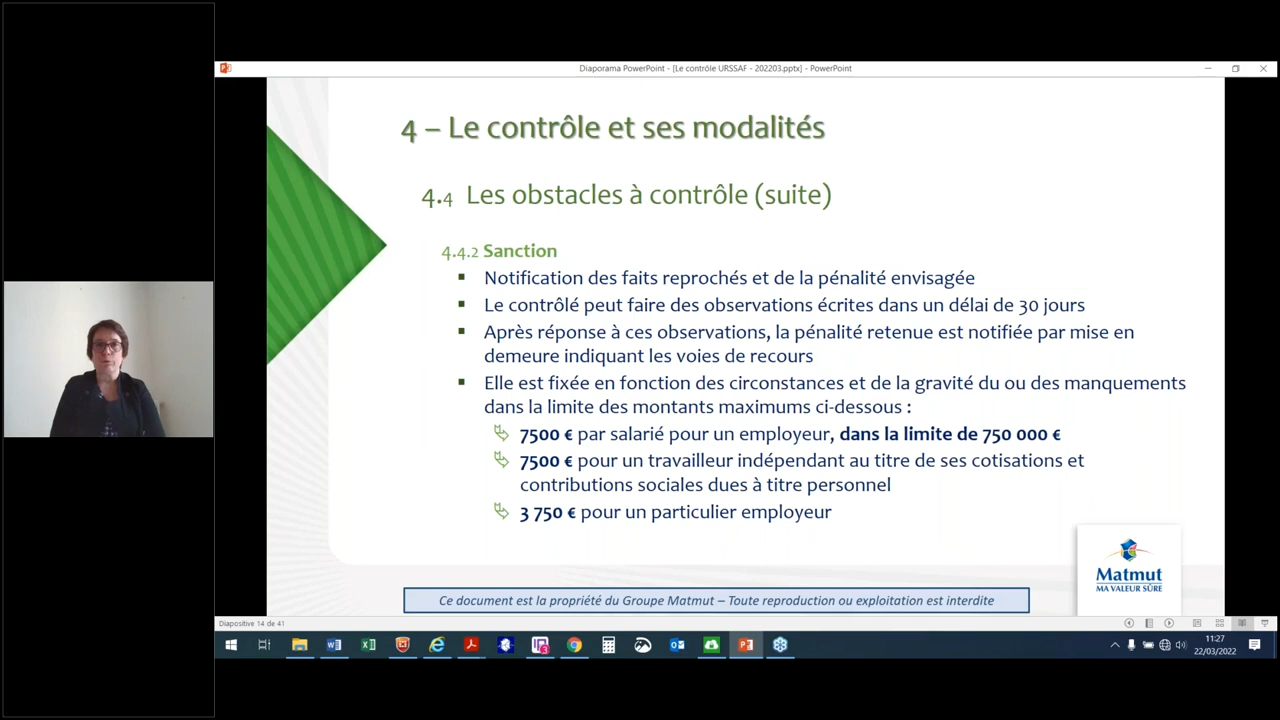 Diaporama PowerPoint - [Le contrôle URSSAF - 202203.pptx] - PowerPoint
4 – Le contrôle et ses modalités
4.4 Les obstacles à contrôle (suite)
4.4.2 Sanction
Notification des faits reprochés et de la pénalité envisagée
Le contrôlé peut faire des observations écrites dans un délai de 30 jours
Après réponse à ces observations, la pénalité retenue est notifiée par mise en
demeure indiquant les voies de recours
Elle est fixée en fonction des circonstances et de la gravité du ou des manquements
dans la limite des montants maximums ci-dessous :
7500 € par salarié pour un employeur, dans la limite de 750 000 €
7500 € pour un travailleur indépendant au titre de ses cotisations et
contributions sociales dues à titre personnel
3 750 € pour un particulier employeur
Matmut
MA VALEUR SÛRE
Ce document est la propriété du Groupe Matmut – Toute reproduction ou exploitation est interdite
Diapositive 14 de 41
11:27
22/03/2022